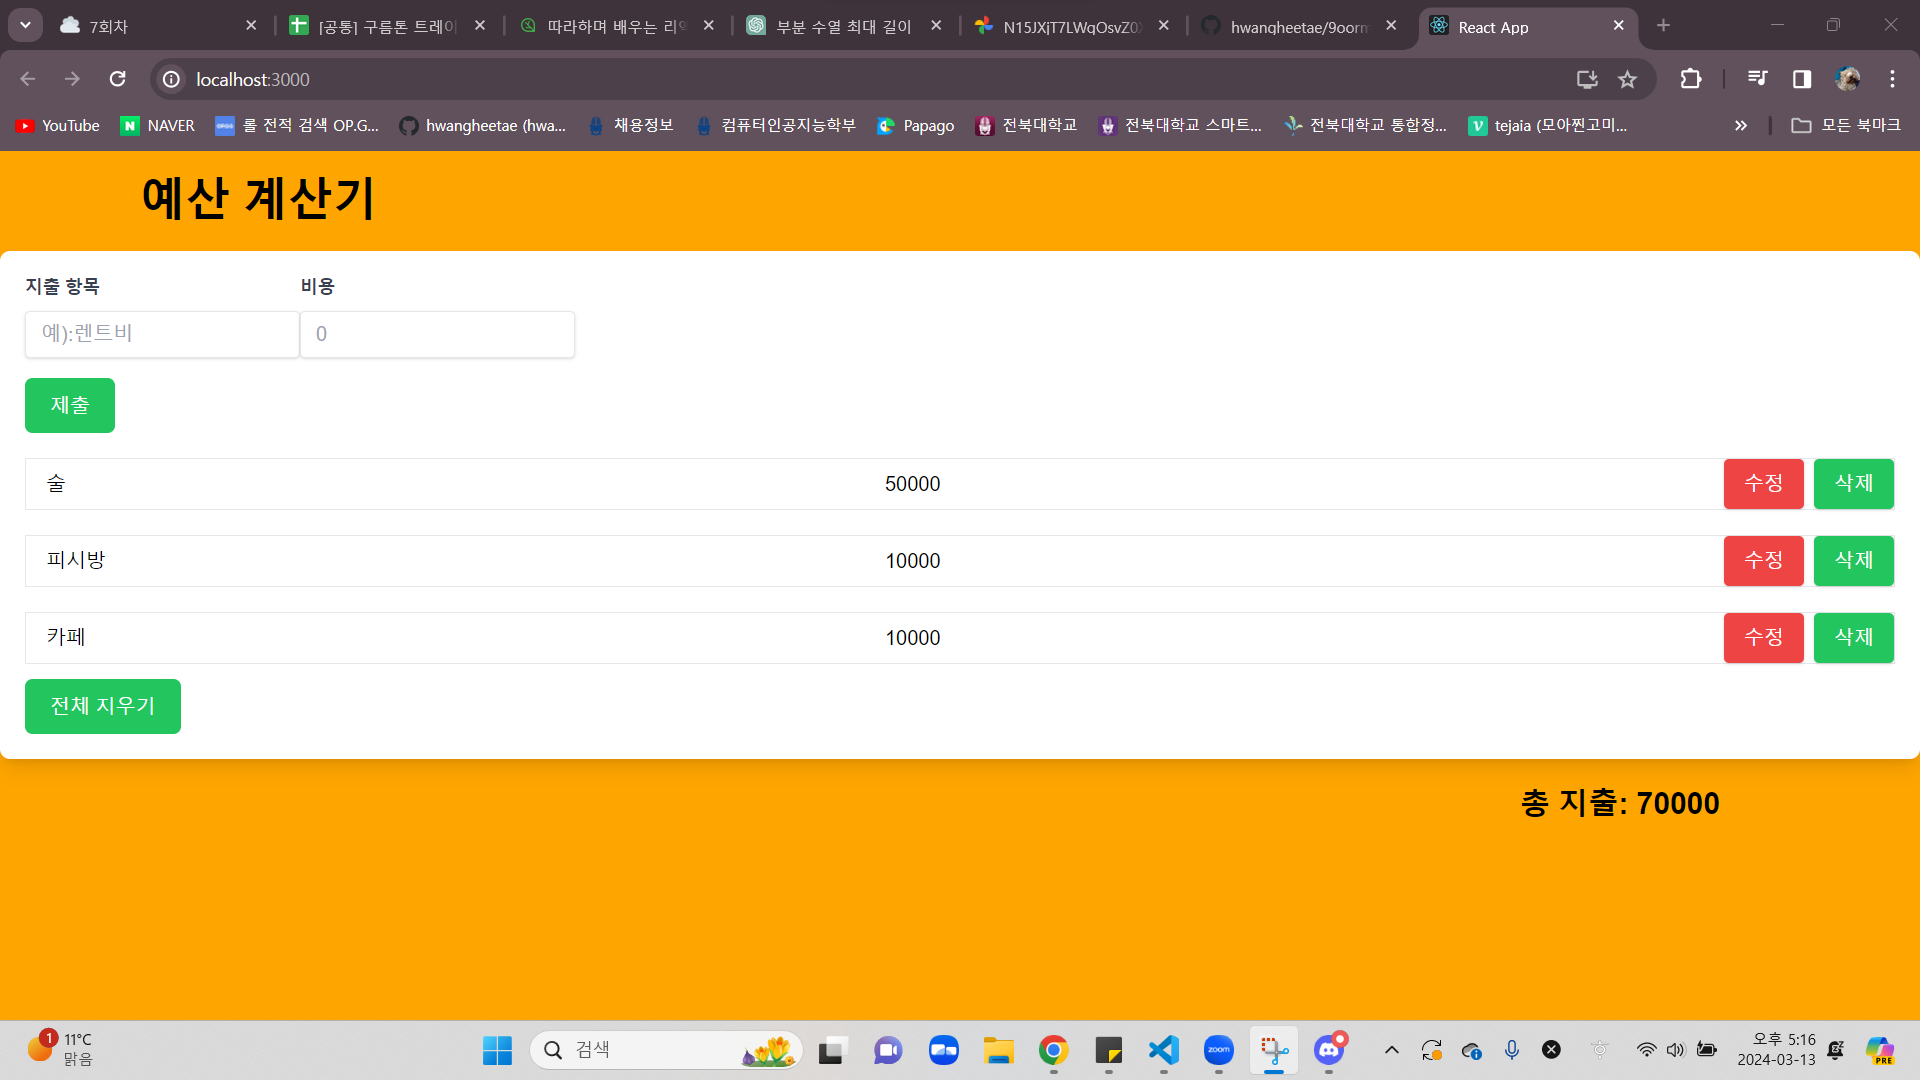 7회차
[공통] 구름톤 트레이
따라하며 배우는 리액
부분 수열 최대 길이
N15JXjT7LWqOsvZ0
hwangheetae/9oorm
React App
localhost:3000
YouTube
NAVER
롤 전적 검색 OP.G...
hwangheetae (hwa...
채용정보
컴퓨터인공지능학부
Papago
전북대학교
전북대학교 스마트...
전북대학교 통합정...
tejaia (모아찐고미...
모든 북마크
예산 계산기
지출 항목
비용
예):렌트비
0
제출
술 50000 수정 삭제
피시방 10000 수정 삭제
카페 10000 수정 삭제
전체 지우기
총 지출: 70000
1
11°C
맑음
검색
zoom
오후 5:16
2024-03-13
PRE